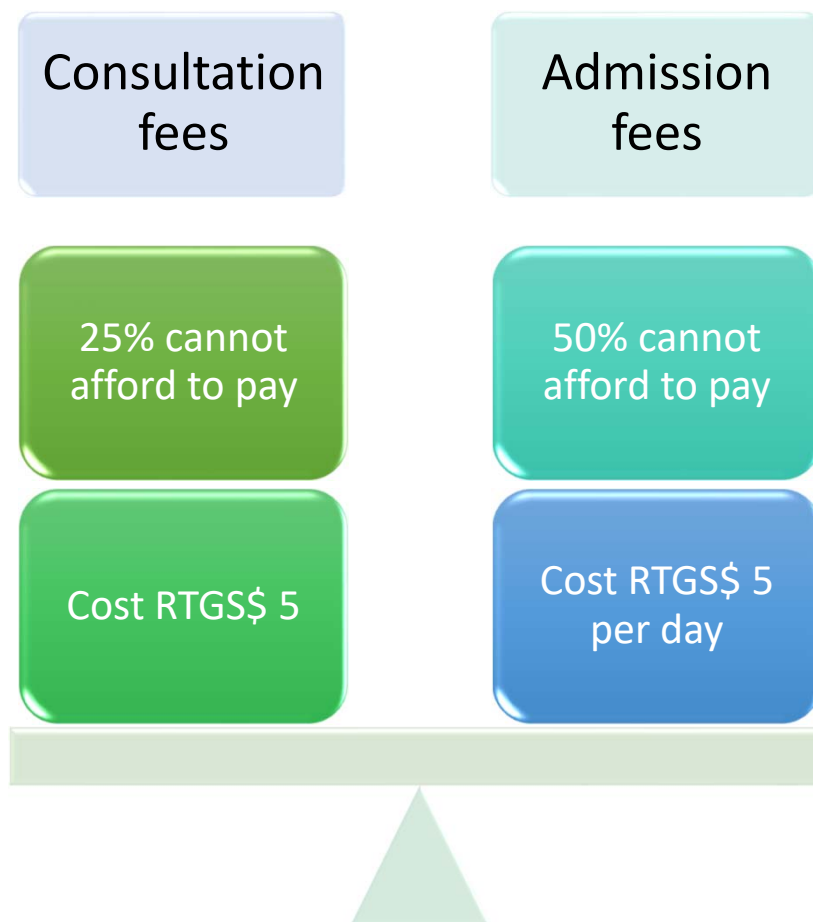 Consultation
fees
Admission
fees
25% cannot
afford to pay
50% cannot
afford to pay
Cost RTGS$ 5
Cost RTGS$ 5
per day